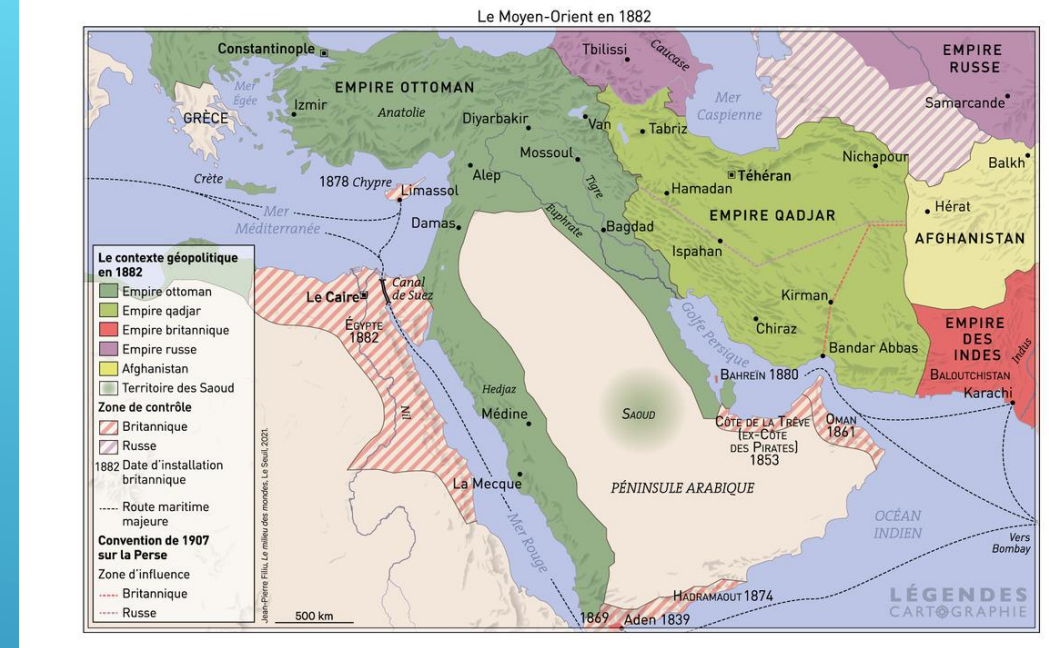 Le Moyen-Orient en 1882
Constantinople
Tbilissi
Caucase
EMPIRE
RUSSE
Mer
Égée
Izmir
EMPIRE OTTOMAN
Anatolie
Mer
Caspienne
Samarcande
GRÈCE
Diyarbakir
Van
Tabriz
Mossoul
Nichapour
Balkh
Crète
1878 Chypre
Limassol
Alep
Tigre
Téhéran
Hamadan
Hérat
Mer
Méditerranée
Damas
Euphrate
Bagdad
EMPIRE QADJAR
AFGHANISTAN
Ispahan
Le contexte géopolitique
en 1882
Empire ottoman
Empire qadjar
Empire britannique
Empire russe
Afghanistan
Territoire des Saoud
Zone de contrôle
Britannique
Russe
1882 Date d'installation
britannique
Route maritime
majeure
Convention de 1907
sur la Perse
Zone d'influence
Britannique
Russe
Le Caire
Canal
de Suez
ÉGYPTE
1882
Nil
Golfe Persique
Kirman
Chiraz
Bandar Abbas
EMPIRE
DES
INDES
Indus
BALOUTCHISTAN
Karachi
BAHREÏN 1880
Hedjaz
Médine
SAOUD
CÔTE DE LA TRÊVE
(EX-CÔTE
DES PIRATES)
1853
OMAN
1861
La Mecque
PÉNINSULE ARABIQUE
Mer Rouge
OCÉAN
INDIEN
Vers
Bombay
HADRAMAOUT 1874
1869
Aden 1839
500 km
Jean-Pierre Filiu, Le milieu des mondes, Le Seuil, 2021.
LÉGENDES
CARTOGRAPHIE